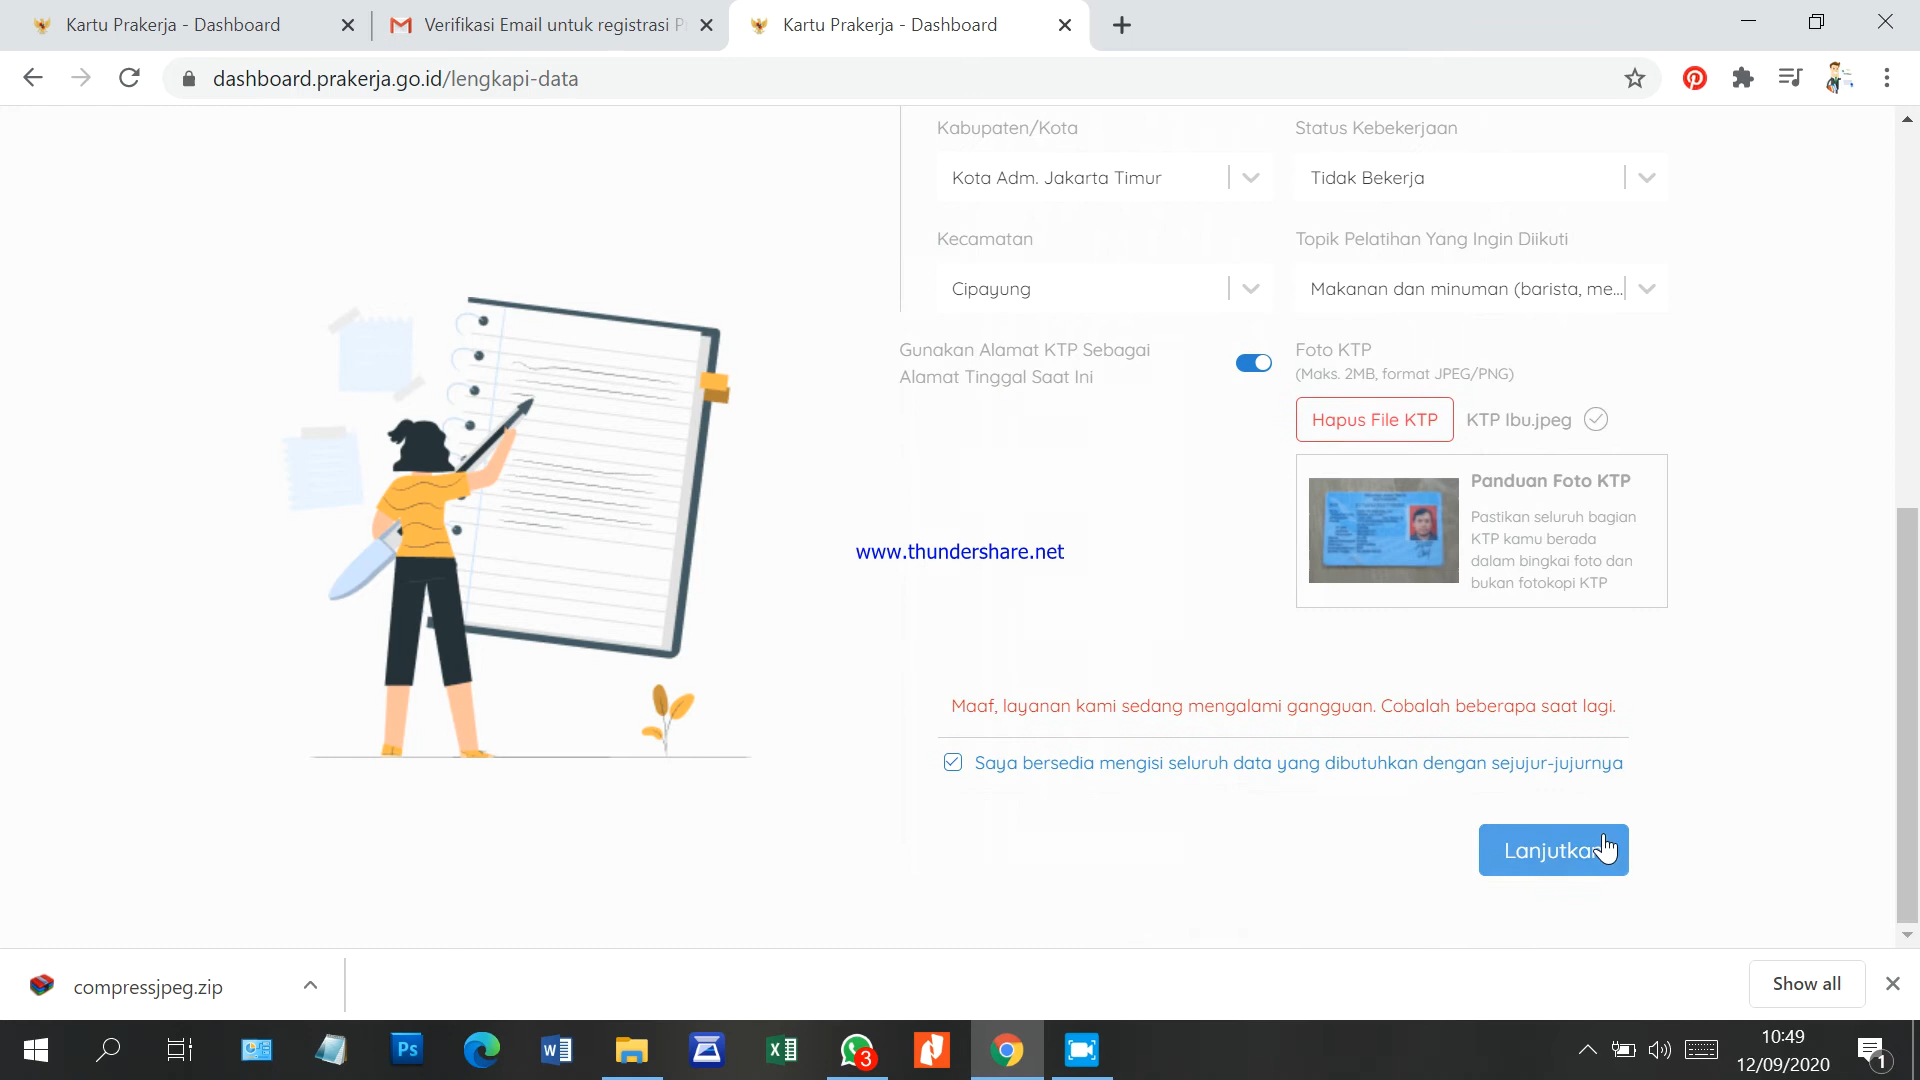 Kartu Prakerja - Dashboard
Verifikasi Email untuk registrasi
Kartu Prakerja - Dashboard
dashboard.prakerja.go.id/lengkapi-data
Kabupaten/Kota
Status Kebekerjaan
Kota Adm. Jakarta Timur
Tidak Bekerja
Kecamatan
Topik Pelatihan Yang Ingin Diikuti
Cipayung
Makanan dan minuman (barista, me...
Gunakan Alamat KTP Sebagai
Alamat Tinggal Saat Ini
Foto KTP
(Maks. 2MB, format JPEG/PNG)
Hapus File KTP
KTP Ibu.jpeg
Panduan Foto KTP
Pastikan seluruh bagian
KTP kamu berada
dalam bingkai foto dan
bukan fotokopi KTP
www.thundershare.net
Maaf, layanan kami sedang mengalami gangguan. Cobalah beberapa saat lagi.
Saya bersedia mengisi seluruh data yang dibutuhkan dengan sejujur-jujurnya
Lanjutkan
compressjpeg.zip
Show all
Ps
3
10:49
12/09/2020
1